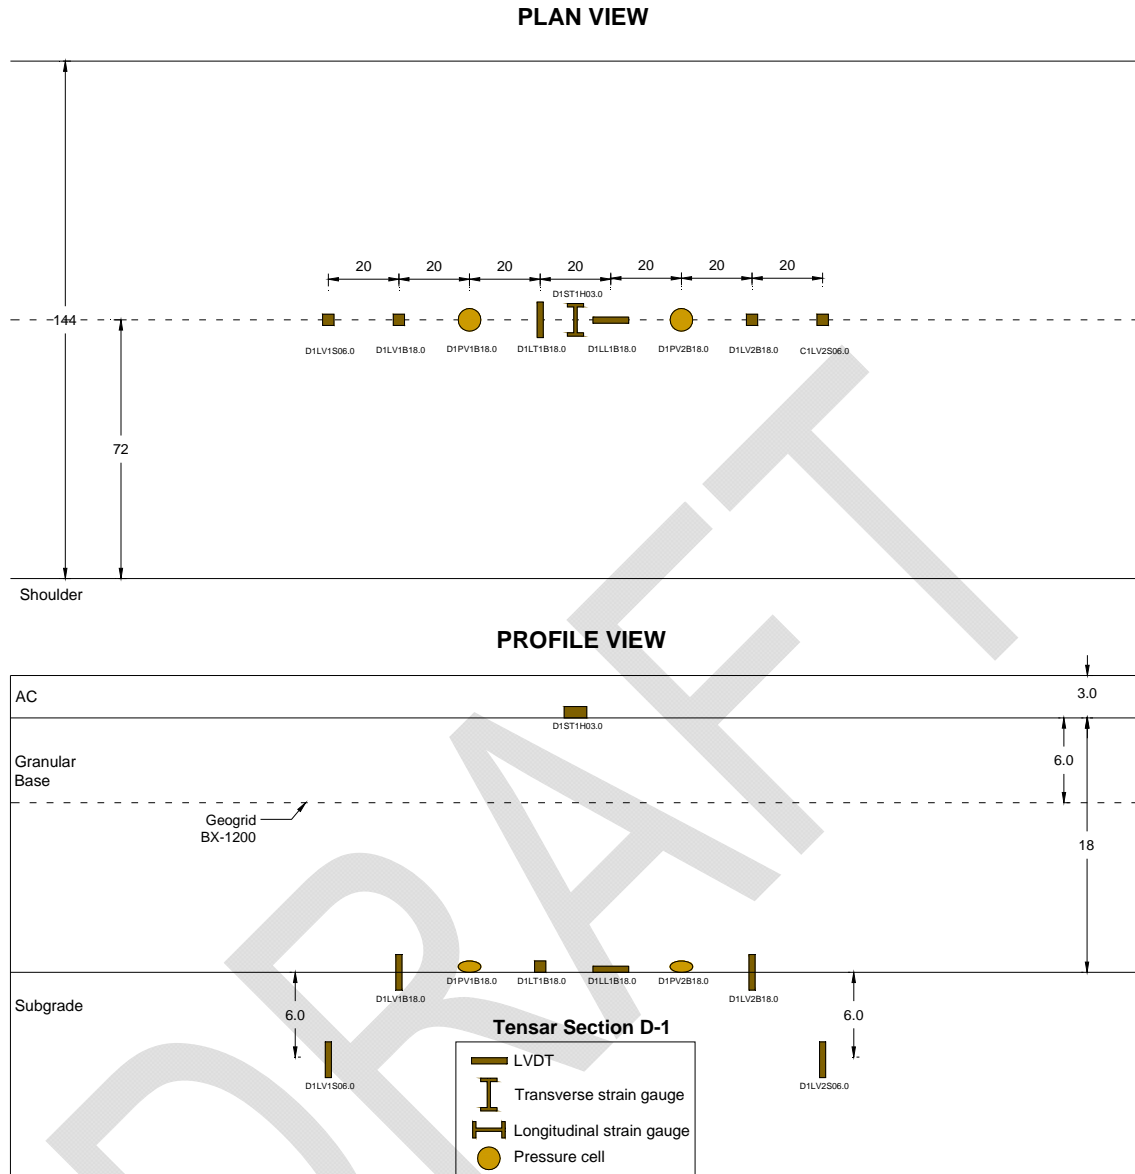 PLAN VIEW
20 20 20 20 20 20 20
D1ST1H03.0
144
D1LV1S06.0 D1LV1B18.0 D1PV1B18.0 D1LT1B18.0 D1LL1B18.0 D1PV2B18.0 D1LV2B18.0 C1LV2S06.0
72
Shoulder
PROFILE VIEW
AC
3.0
D1ST1H03.0
Granular
Base
6.0
Geogrid
BX-1200
18
D1PV1B18.0 D1LT1B18.0 D1LL1B18.0 D1PV2B18.0
D1LV1B18.0 D1LV2B18.0
Subgrade
6.0 6.0
Tensar Section D-1
LVDT
D1LV1S06.0 D1LV2S06.0
Transverse strain gauge
Longitudinal strain gauge
Pressure cell
DRAFT